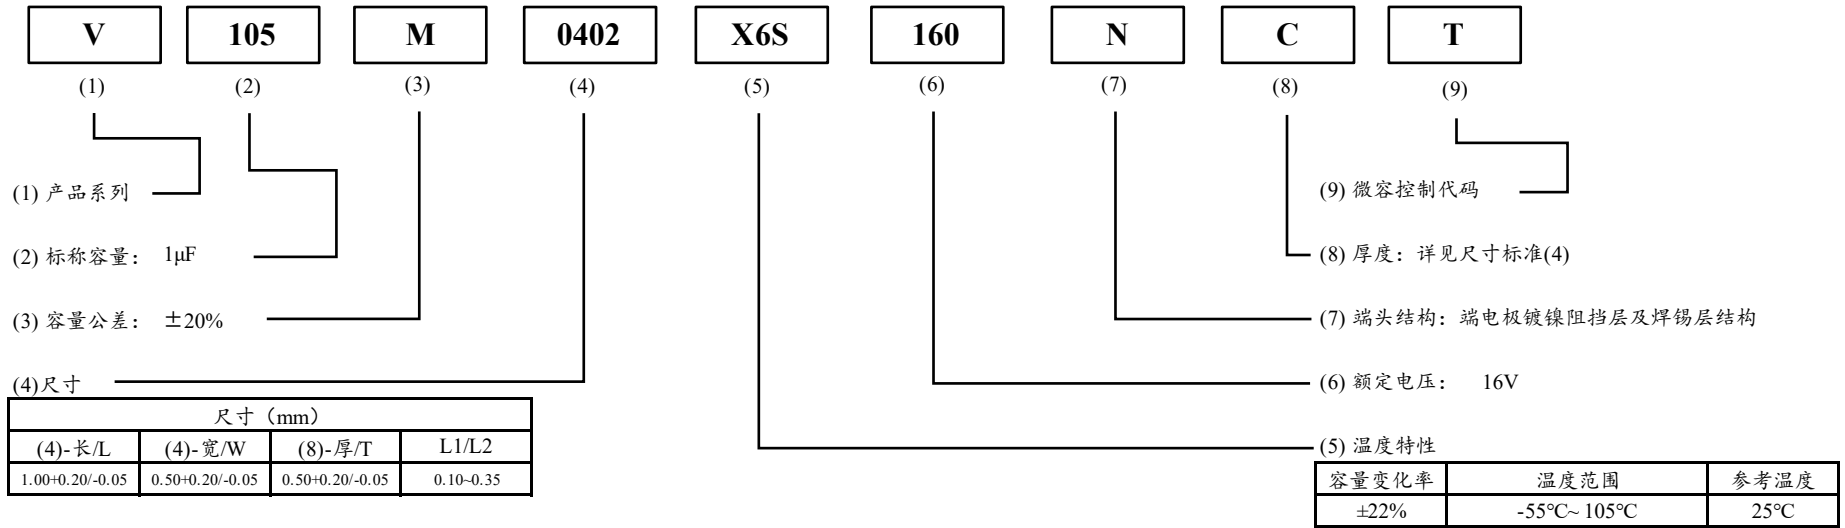 V 105 M 0402 X6S 160 N C T
(1) (2) (3) (4) (5) (6) (7) (8) (9)
(1) 产品系列
(2) 标称容量： 1μF
(3) 容量公差： ±20%
(4)尺寸
尺寸（mm）
(4)-长/L (4)-宽/W (8)-厚/T L1/L2
1.00+0.20/-0.05 0.50+0.20/-0.05 0.50+0.20/-0.05 0.10~0.35
(9) 微容控制代码
(8) 厚度：详见尺寸标准(4)
(7) 端头结构：端电极镀镍阻挡层及焊锡层结构
(6) 额定电压： 16V
(5) 温度特性
容量变化率 温度范围 参考温度
±22% -55℃~ 105℃ 25℃